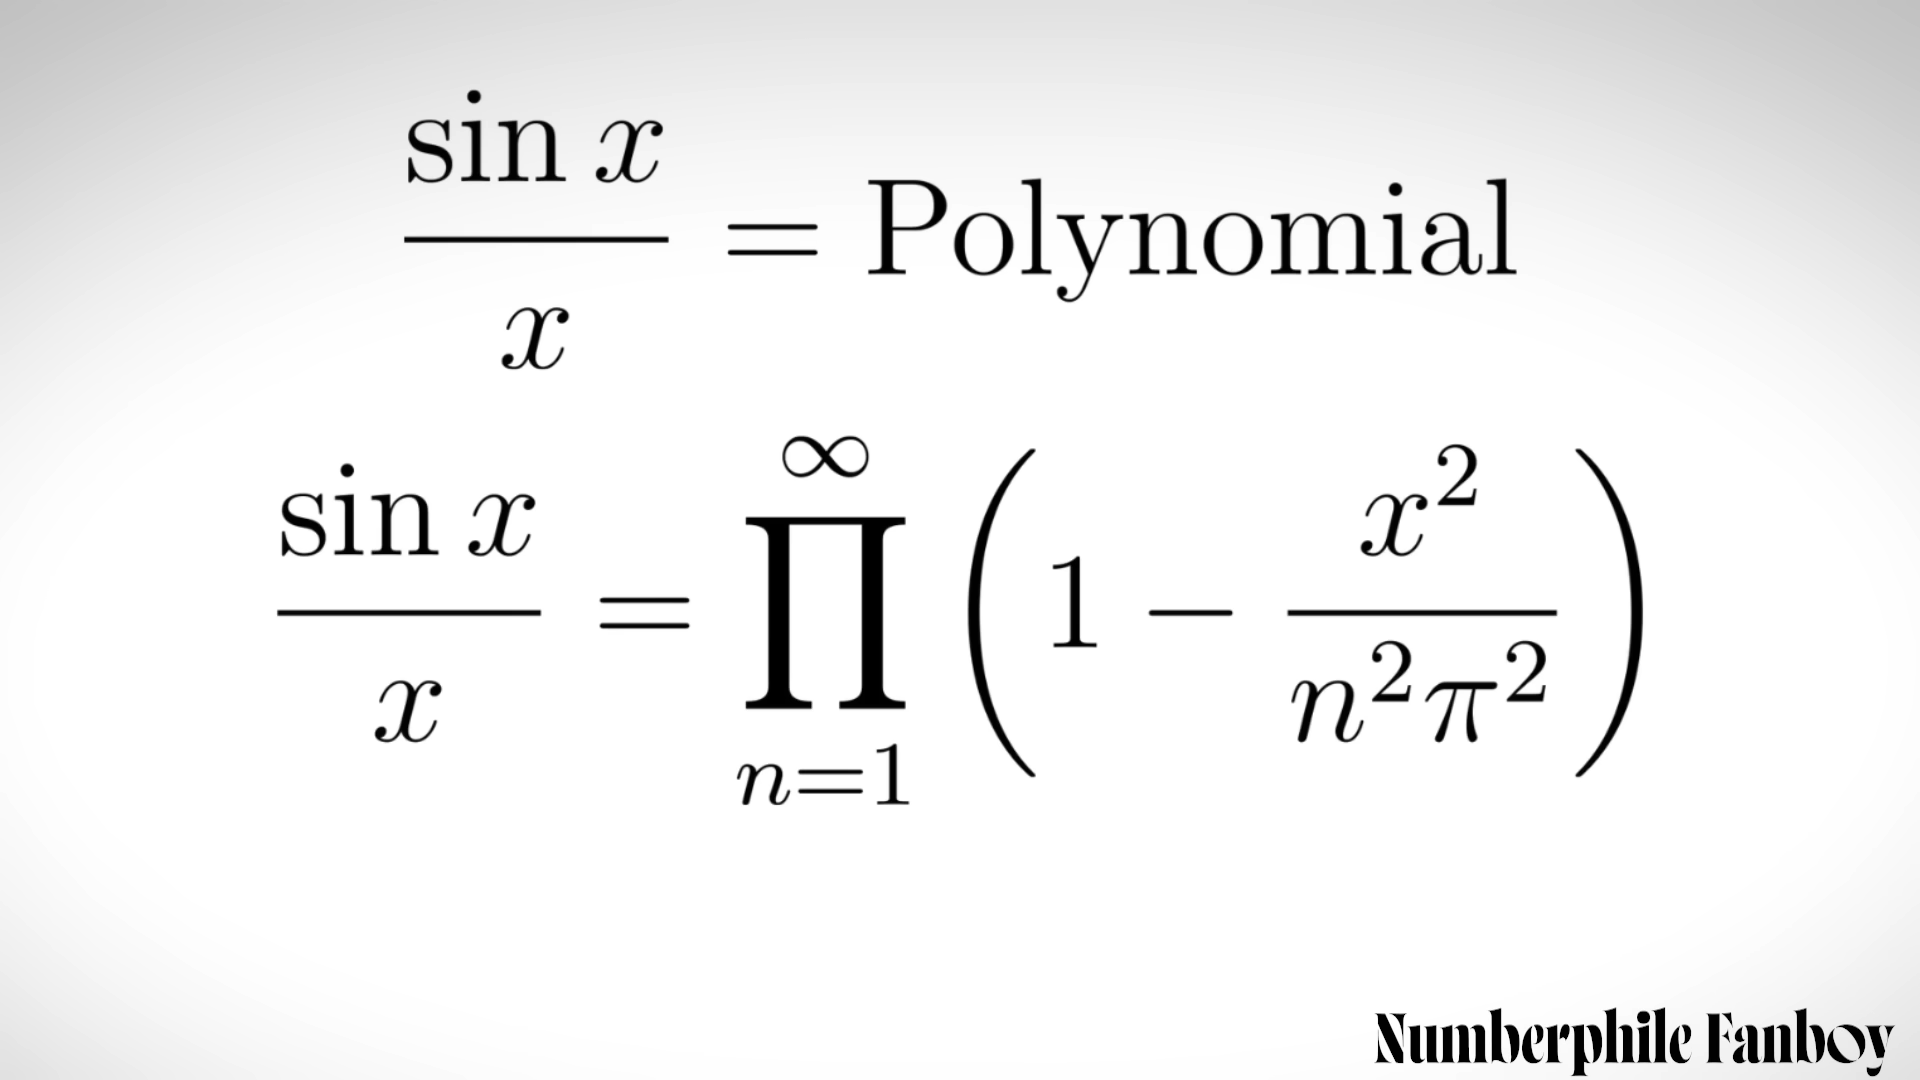 sin x / x = Polynomial
sin x / x = ∏_{n=1}^{∞} (1 − x² / n²π²)
Numberphile Fanboy